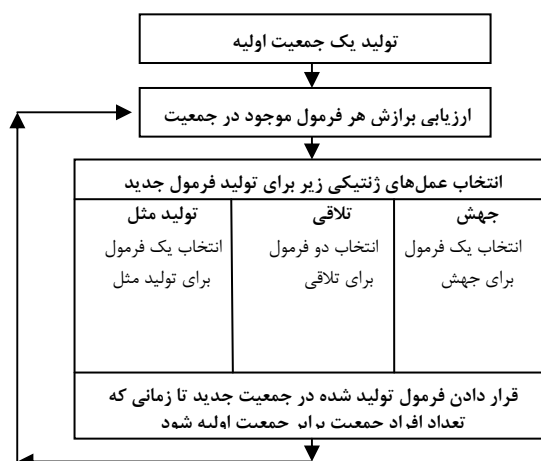 تولید یک جمعیت اولیه
ارزیابی برازش هر فرمول موجود در جمعیت
انتخاب عمل‌های ژنتیکی زیر برای تولید فرمول جدید
جهش
انتخاب یک فرمول
برای جهش
تلاقی
انتخاب دو فرمول
برای تلاقی
تولید مثل
انتخاب یک فرمول
برای تولید مثل
قرار دادن فرمول تولید شده در جمعیت جدید تا زمانی که
تعداد افراد جمعیت برابر جمعیت اولیه شود